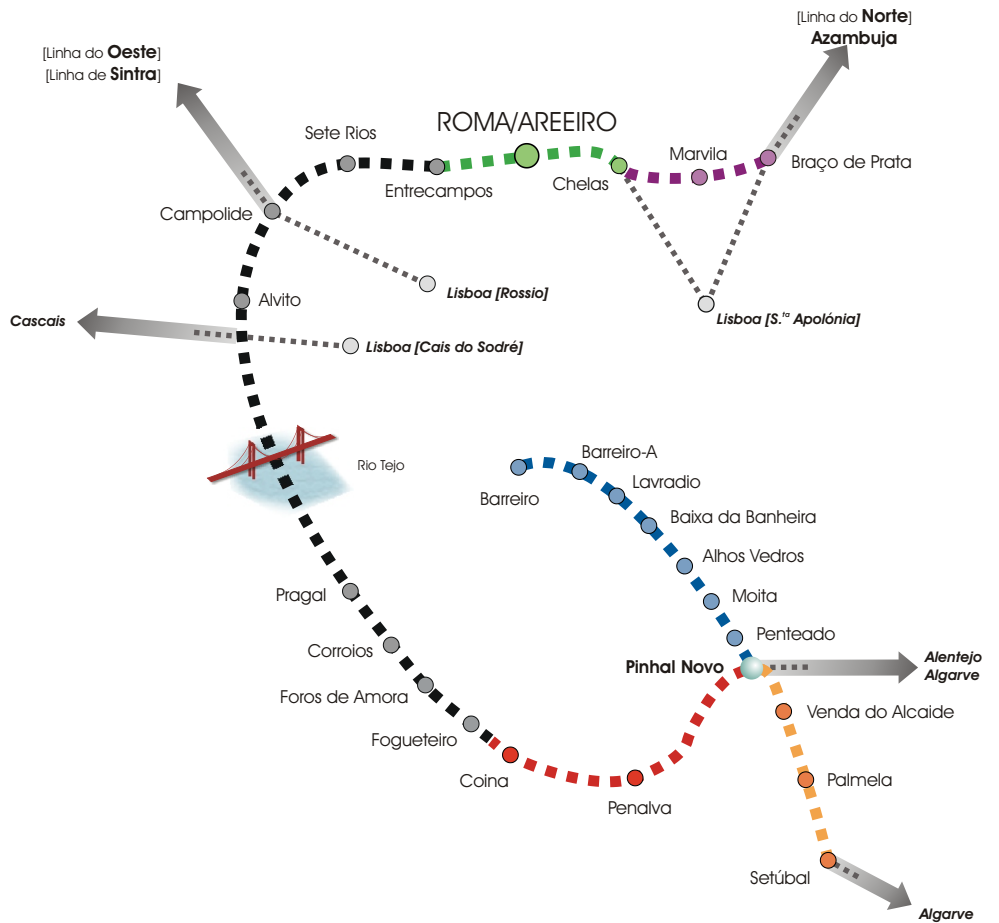 [Linha do Norte]
Azambuja
[Linha do Oeste]
[Linha de Sintra]
ROMA/AREEIRO
Sete Rios
Marvila
Braço de Prata
Chelas
Entrecampos
Campolide
Lisboa [Rossio]
Alvito
Lisboa [S.ta Apolónia]
Cascais
Lisboa [Cais do Sodré]
Rio Tejo
Barreiro-A
Barreiro
Lavradio
Baixa da Banheira
Alhos Vedros
Pragal
Moita
Penteado
Corroios
Pinhal Novo
Alentejo
Algarve
Foros de Amora
Venda do Alcaide
Fogueteiro
Coina
Palmela
Penalva
Setúbal
Algarve